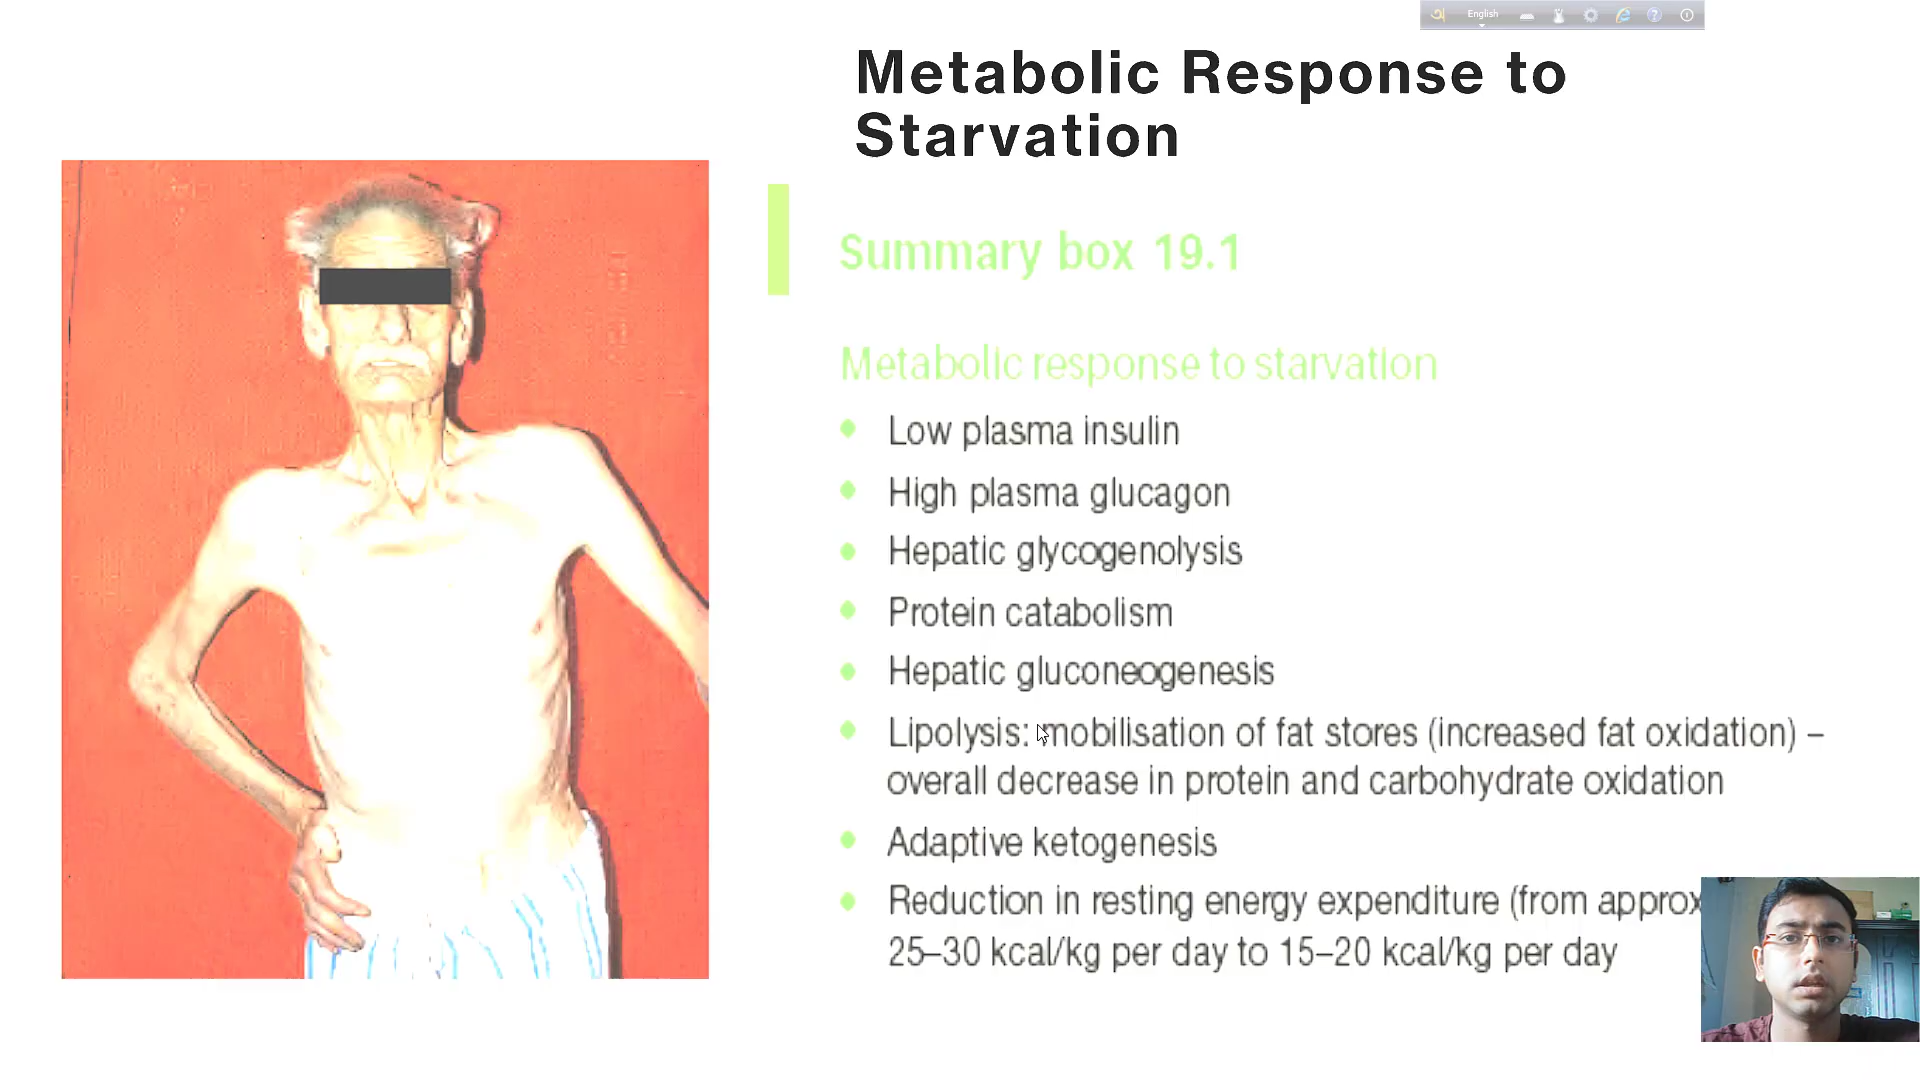 English
Metabolic Response to
Starvation
Summary box 19.1
Metabolic response to starvation
Low plasma insulin
High plasma glucagon
Hepatic glycogenolysis
Protein catabolism
Hepatic gluconeogenesis
Lipolysis: mobilisation of fat stores (increased fat oxidation) –
overall decrease in protein and carbohydrate oxidation
Adaptive ketogenesis
Reduction in resting energy expenditure (from approx
25–30 kcal/kg per day to 15–20 kcal/kg per day